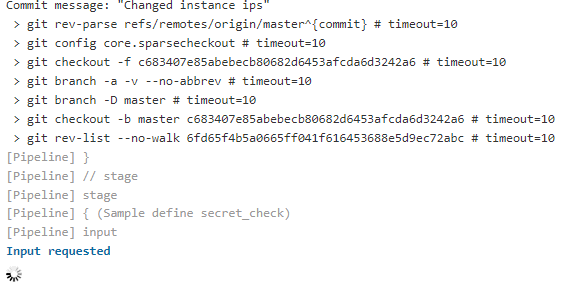 Commit message: "Changed instance ips"
> git rev-parse refs/remotes/origin/master^{commit} # timeout=10
> git config core.sparsecheckout # timeout=10
> git checkout -f c683407e85abebecb80682d6453afcda6d3242a6 # timeout=10
> git branch -a -v --no-abbrev # timeout=10
> git branch -D master # timeout=10
> git checkout -b master c683407e85abebecb80682d6453afcda6d3242a6 # timeout=10
> git rev-list --no-walk 6fd65f4b5a0665ff041f616453688e5d9ec72abc # timeout=10
[Pipeline] }
[Pipeline] // stage
[Pipeline] stage
[Pipeline] { (Sample define secret_check)
[Pipeline] input
Input requested